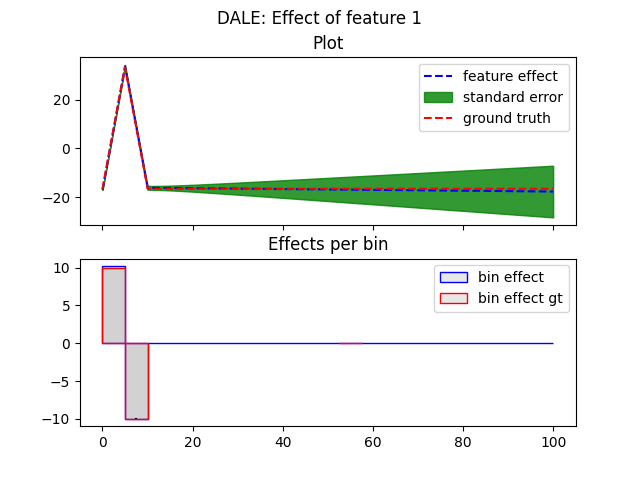 DALE: Effect of feature 1
Plot
feature effect
standard error
ground truth
20
0
−20
Effects per bin
bin effect
bin effect gt
10
5
0
−5
−10
0 20 40 60 80 100